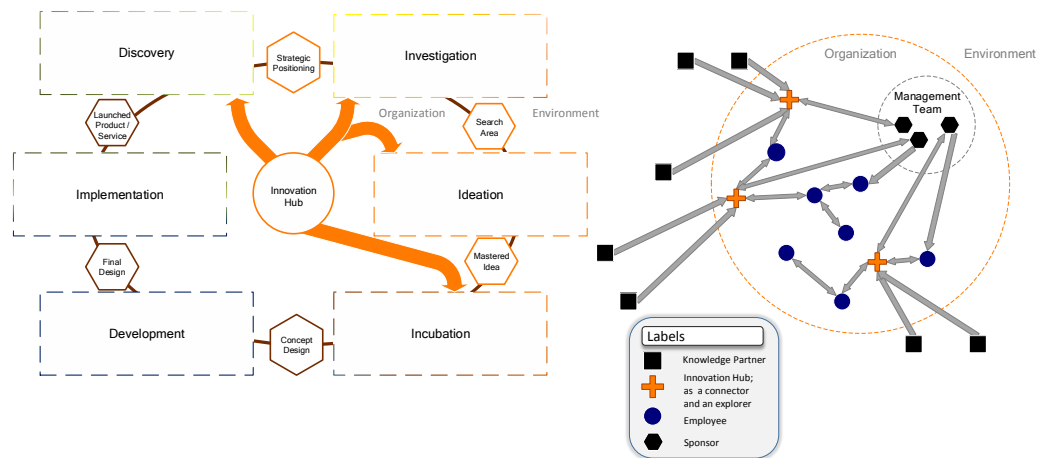 Discovery
Strategic
Positioning
Investigation
Launched
Product /
Service
Organization
Environment
Search
Area
Implementation
Innovation
Hub
Ideation
Final
Design
Mastered
Idea
Development
Concept
Design
Incubation
Organization
Environment
Management
Team
Labels
Knowledge Partner
Innovation Hub;
as a connector
and an explorer
Employee
Sponsor